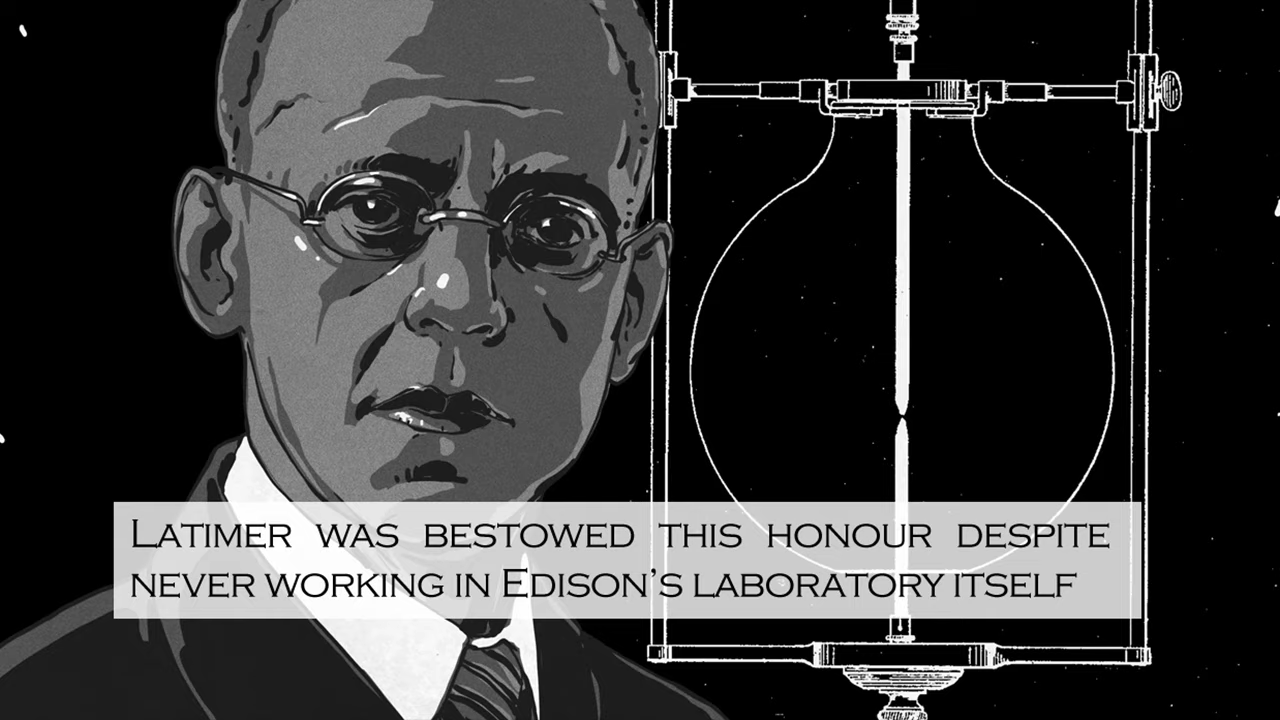 Latimer was bestowed this honour despite
never working in Edison's laboratory itself